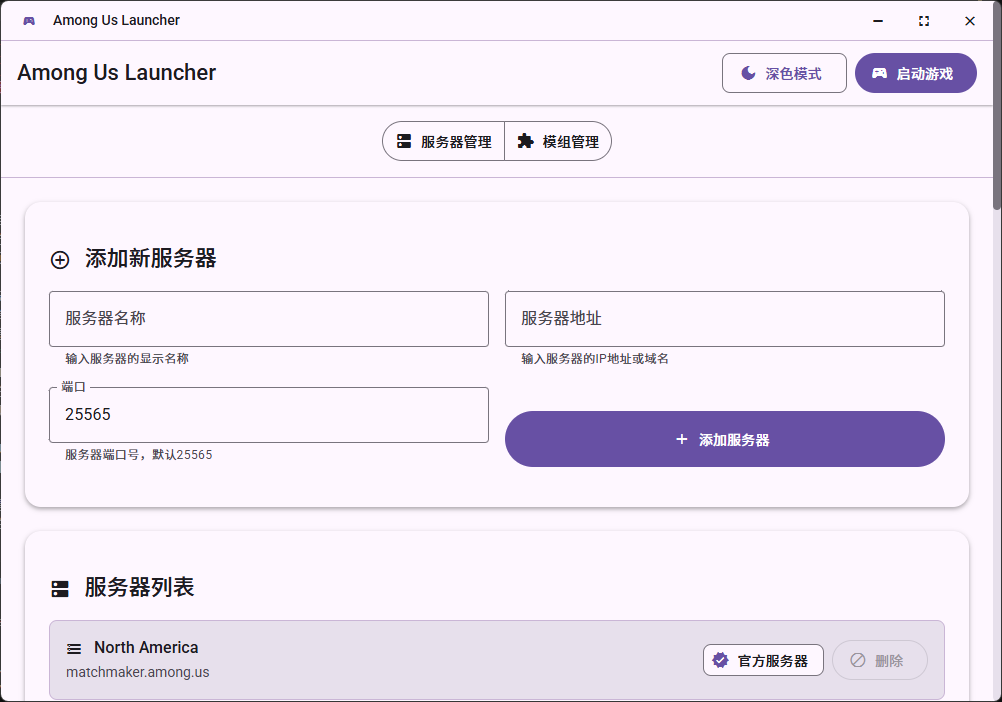 Among Us Launcher
Among Us Launcher
深色模式
启动游戏
服务器管理
模组管理
添加新服务器
服务器名称
服务器地址
输入服务器的显示名称
输入服务器的IP地址或域名
端口
25565
添加服务器
服务器端口号，默认25565
服务器列表
North America
matchmaker.among.us
官方服务器
删除